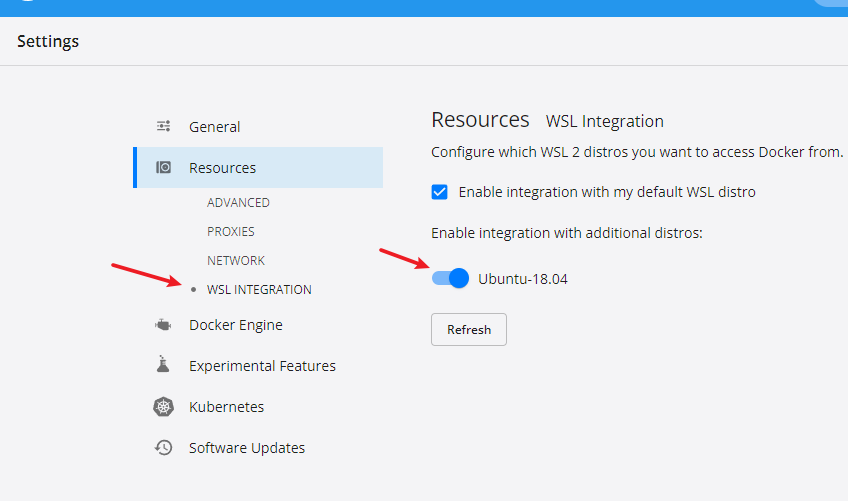 Settings
General
Resources
ADVANCED
PROXIES
NETWORK
WSL INTEGRATION
Docker Engine
Experimental Features
Kubernetes
Software Updates
Resources WSL Integration
Configure which WSL 2 distros you want to access Docker from.
Enable integration with my default WSL distro
Enable integration with additional distros:
Ubuntu-18.04
Refresh